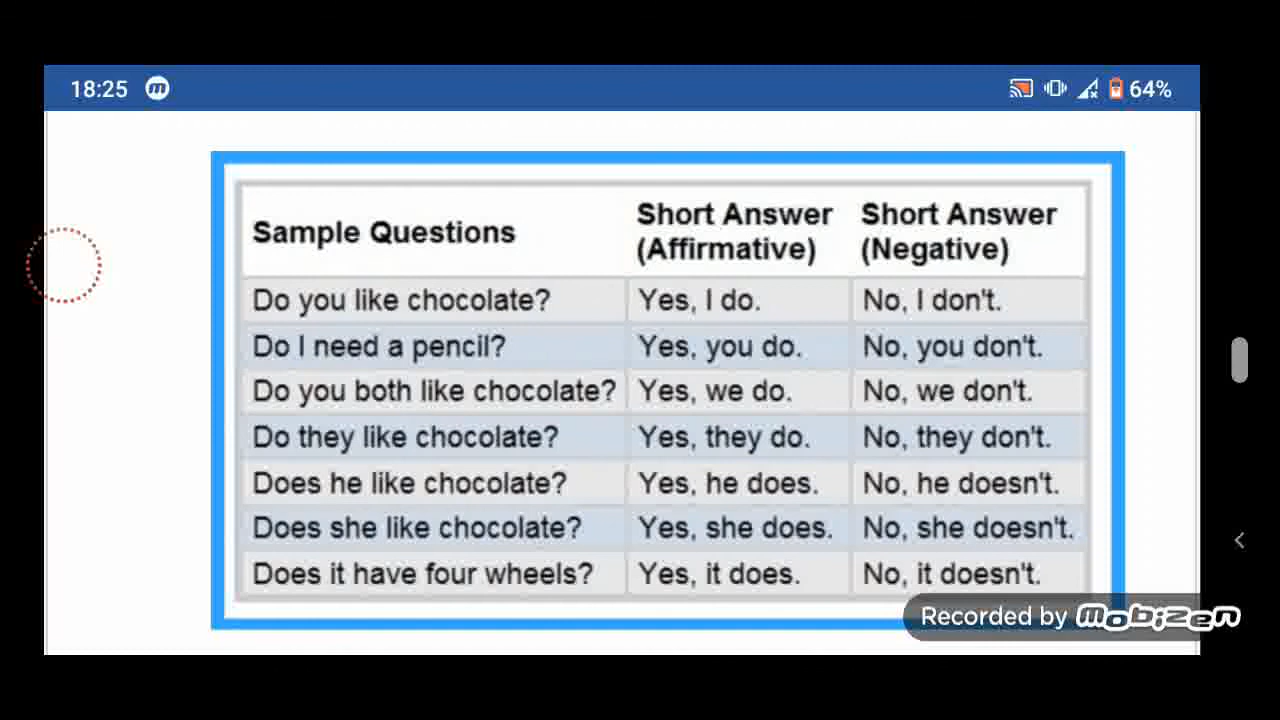 18:25 m 64%
Sample Questions Short Answer (Affirmative) Short Answer (Negative)
Do you like chocolate? Yes, I do. No, I don't.
Do I need a pencil? Yes, you do. No, you don't.
Do you both like chocolate? Yes, we do. No, we don't.
Do they like chocolate? Yes, they do. No, they don't.
Does he like chocolate? Yes, he does. No, he doesn't.
Does she like chocolate? Yes, she does. No, she doesn't.
Does it have four wheels? Yes, it does. No, it doesn't.
Recorded by mobizen